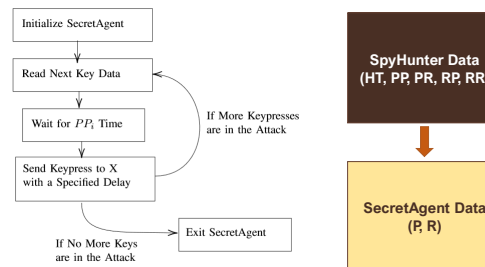 Initialize SecretAgent
Read Next Key Data
Wait for PPᵢ Time
Send Keypress to X
with a Specified Delay
If More Keypresses
are in the Attack
If No More Keys
are in the Attack
Exit SecretAgent
SpyHunter Data
(HT, PP, PR, RP, RR
SecretAgent Data
(P, R)